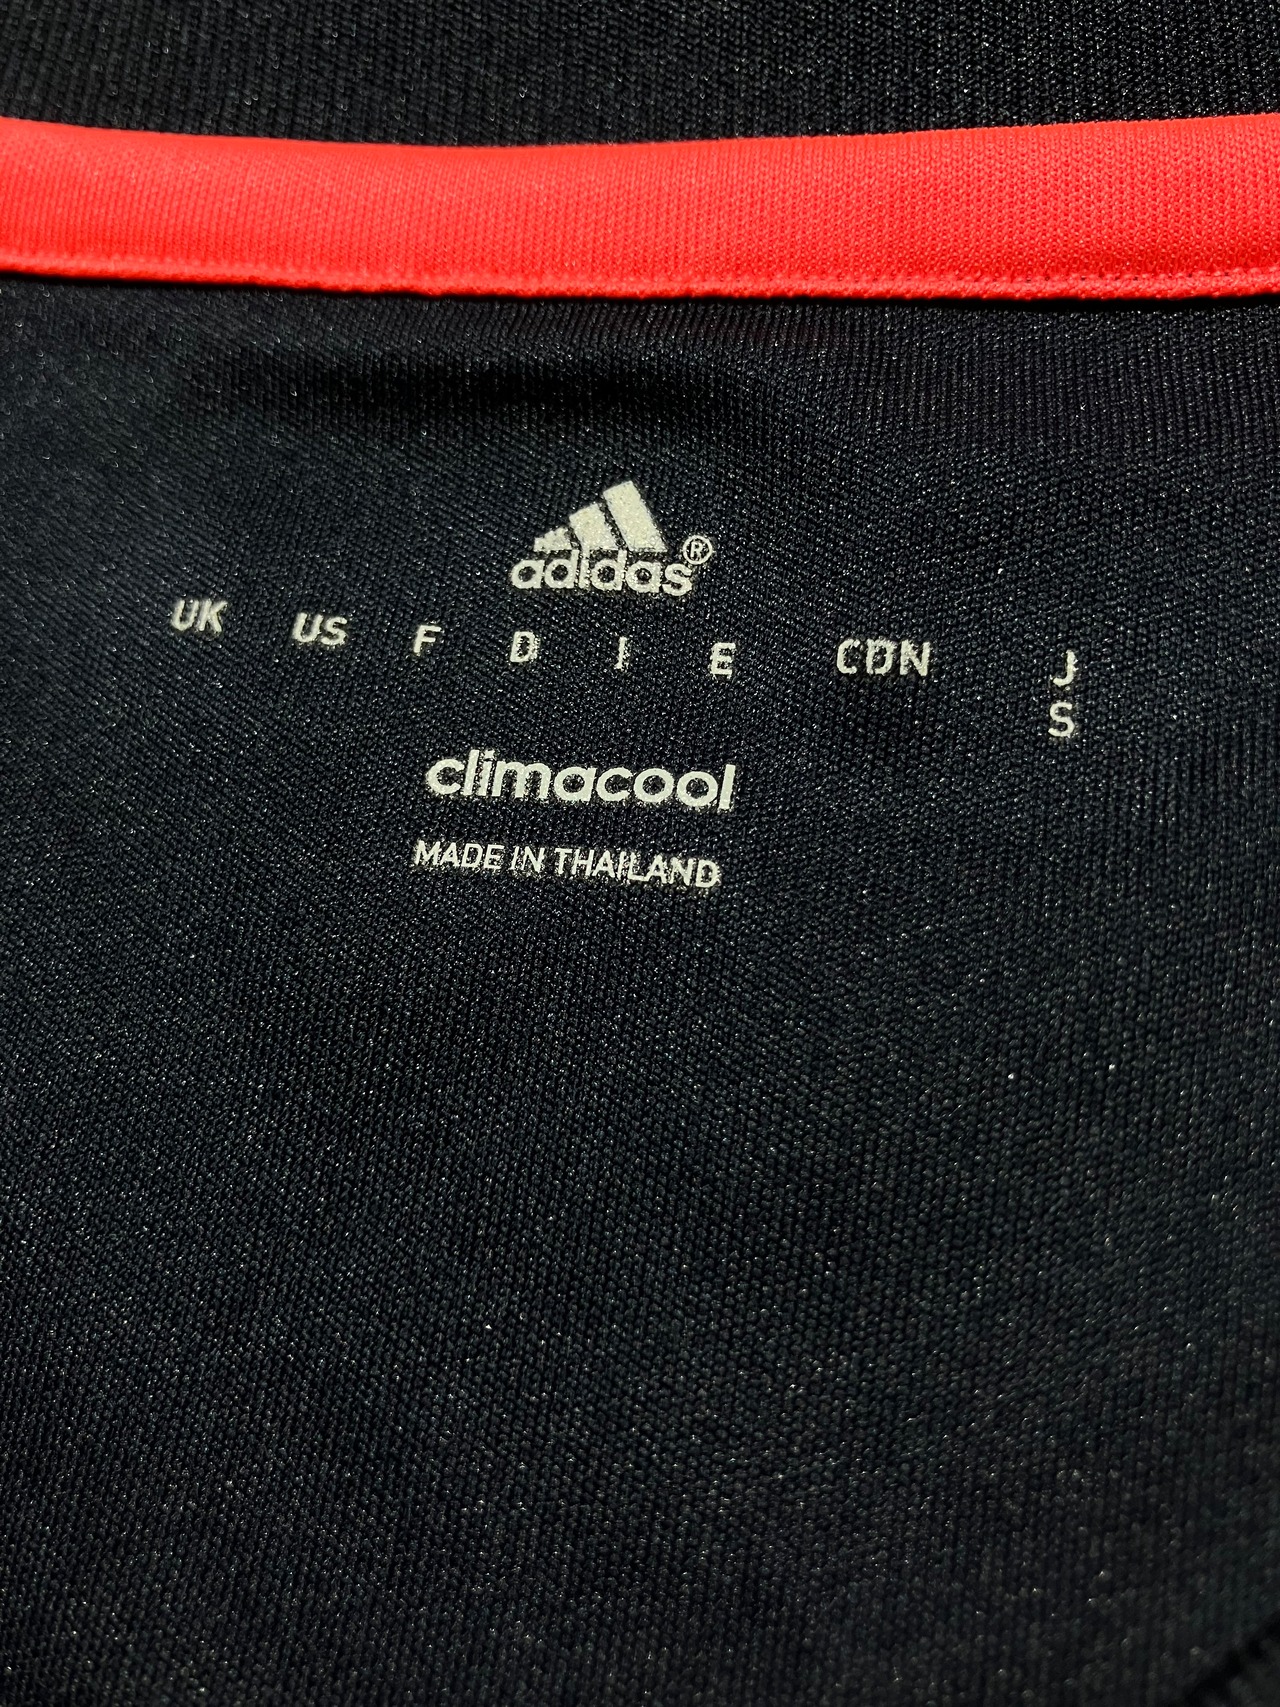 adidas®
UK US F D I E CDN J
S
climacool
MADE IN THAILAND